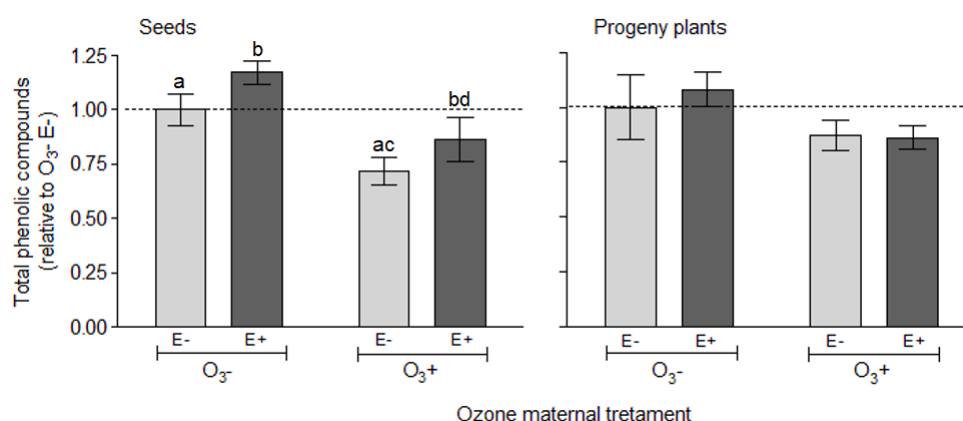 Seeds
Progeny plants
Total phenolic compounds
(relative to O₃- E-)
1.25
1.00
0.75
0.50
0.25
0.00
a
b
ac
bd
E-
E+
E-
E+
E-
E+
E-
E+
O₃-
O₃+
O₃-
O₃+
Ozone maternal tretament